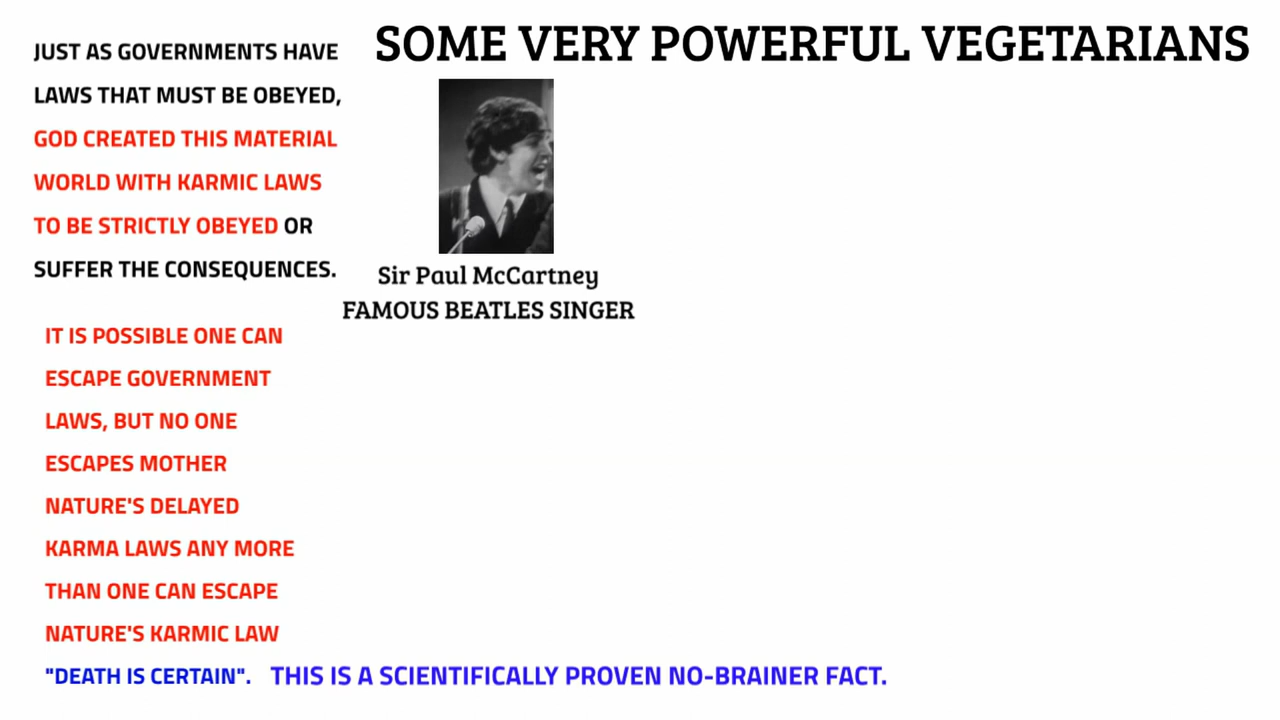 SOME VERY POWERFUL VEGETARIANS
JUST AS GOVERNMENTS HAVE
LAWS THAT MUST BE OBEYED,
GOD CREATED THIS MATERIAL
WORLD WITH KARMIC LAWS
TO BE STRICTLY OBEYED OR
SUFFER THE CONSEQUENCES.
Sir Paul McCartney
FAMOUS BEATLES SINGER
IT IS POSSIBLE ONE CAN
ESCAPE GOVERNMENT
LAWS, BUT NO ONE
ESCAPES MOTHER
NATURE'S DELAYED
KARMA LAWS ANY MORE
THAN ONE CAN ESCAPE
NATURE'S KARMIC LAW
"DEATH IS CERTAIN". THIS IS A SCIENTIFICALLY PROVEN NO-BRAINER FACT.